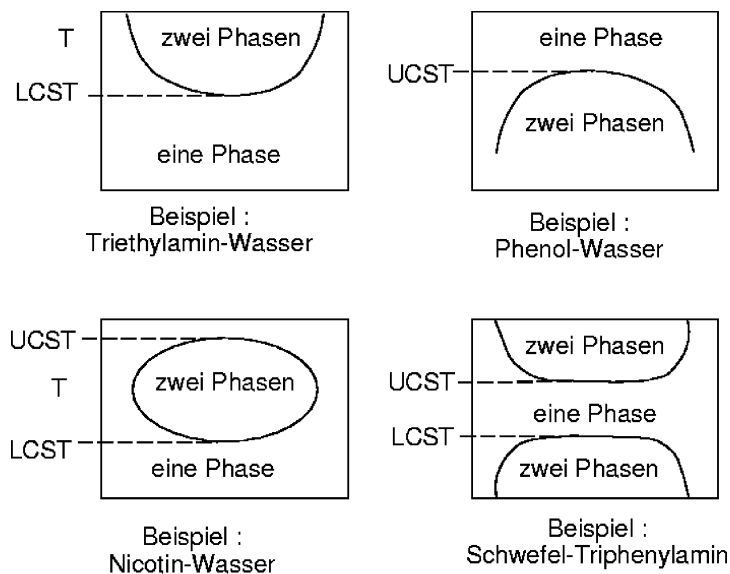 T
zwei Phasen
LCST
eine Phase
Beispiel :
Triethylamin-Wasser
eine Phase
UCST
zwei Phasen
Beispiel :
Phenol-Wasser
UCST
T
zwei Phasen
LCST
eine Phase
Beispiel :
Nicotin-Wasser
zwei Phasen
UCST
eine Phase
LCST
zwei Phasen
Beispiel :
Schwefel-Triphenylamin